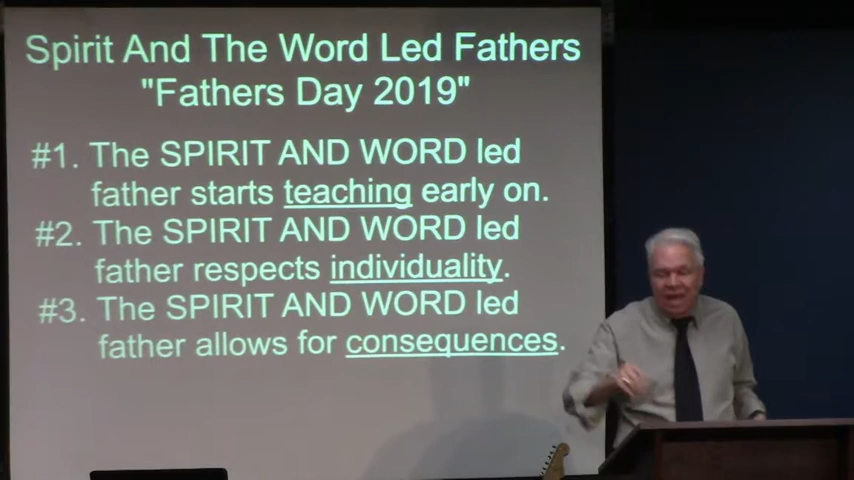 Spirit And The Word Led Fathers
"Fathers Day 2019"
#1. The SPIRIT AND WORD led
father starts teaching early on.
#2. The SPIRIT AND WORD led
father respects individuality.
#3. The SPIRIT AND WORD led
father allows for consequences.